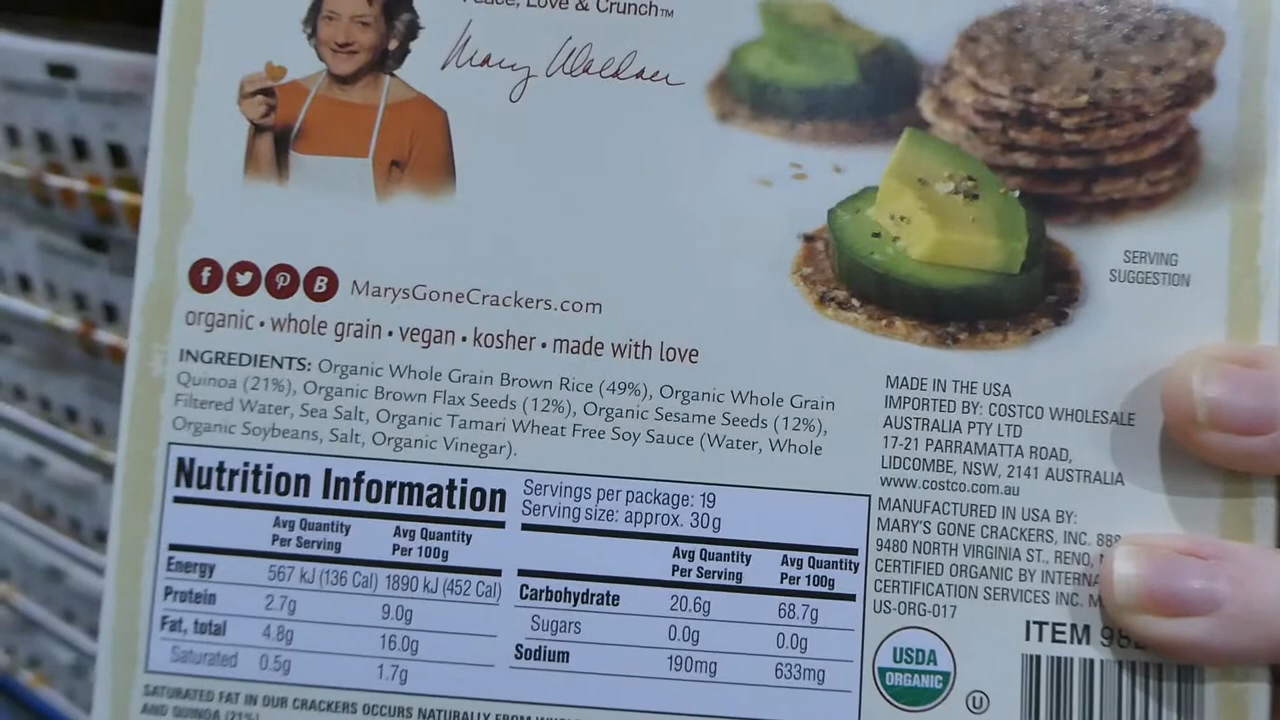 Peace, Love & Crunch™
Mary Waldner
SERVING
SUGGESTION
MarysGoneCrackers.com
organic • whole grain • vegan • kosher • made with love
INGREDIENTS: Organic Whole Grain Brown Rice (49%), Organic Whole Grain
Quinoa (21%), Organic Brown Flax Seeds (12%), Organic Sesame Seeds (12%),
Filtered Water, Sea Salt, Organic Tamari Wheat Free Soy Sauce (Water, Whole
Organic Soybeans, Salt, Organic Vinegar).
Nutrition Information
Servings per package: 19
Serving size: approx. 30g
Avg Quantity Per Serving Avg Quantity Per 100g
Energy 567 kJ (136 Cal) 1890 kJ (452 Cal)
Protein 2.7g 9.0g
Fat, total 4.8g 16.0g
Saturated 0.5g 1.7g
Avg Quantity Per Serving Avg Quantity Per 100g
Carbohydrate 20.6g 68.7g
Sugars 0.0g 0.0g
Sodium 190mg 633mg
SATURATED FAT IN OUR CRACKERS OCCURS NATURALLY FROM
AND QUINOA (21%)
MADE IN THE USA
IMPORTED BY: COSTCO WHOLESALE
AUSTRALIA PTY LTD
17-21 PARRAMATTA ROAD,
LIDCOMBE, NSW, 2141 AUSTRALIA
www.costco.com.au
MANUFACTURED IN USA BY:
MARY'S GONE CRACKERS, INC. 888
9480 NORTH VIRGINIA ST., RENO,
CERTIFIED ORGANIC BY
CERTIFICATION SERVICES INC.
US-ORG-017
USDA
ORGANIC
U
ITEM